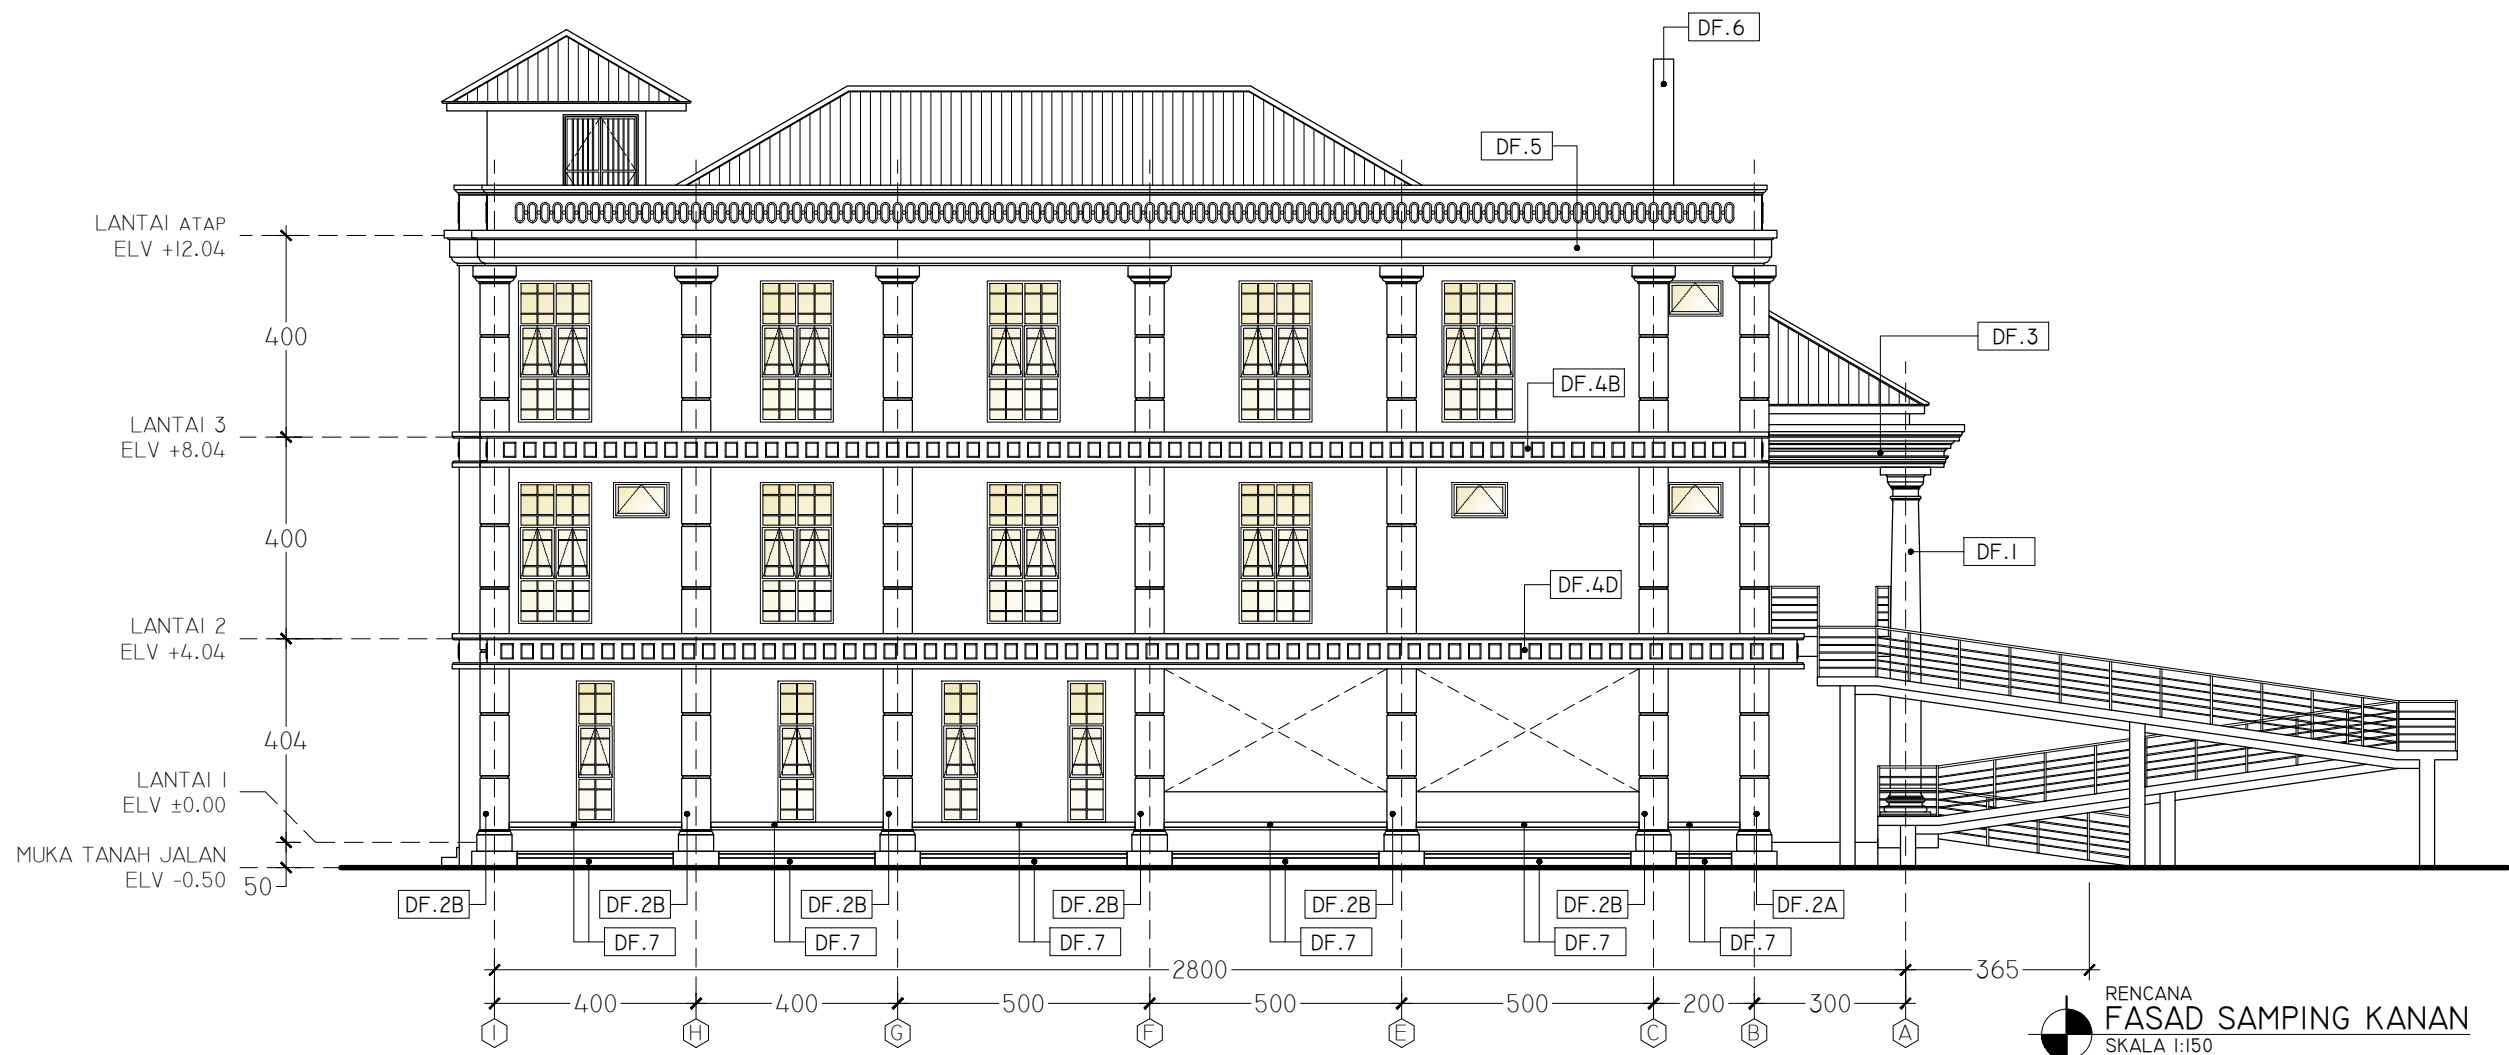 DF.6
DF.5
LANTAI ATAP
ELV +12.04
400
DF.3
DF.4B
LANTAI 3
ELV +8.04
400
DF.1
DF.4D
LANTAI 2
ELV +4.04
404
LANTAI 1
ELV ±0.00
MUKA TANAH JALAN
ELV -0.50
50
DF.2B DF.2B DF.2B DF.2B DF.2B DF.2B DF.2A
DF.7 DF.7 DF.7 DF.7 DF.7 DF.7
2800 365
400 400 500 500 500 200 300
I H G F E C B A
RENCANA
FASAD SAMPING KANAN
SKALA 1:150